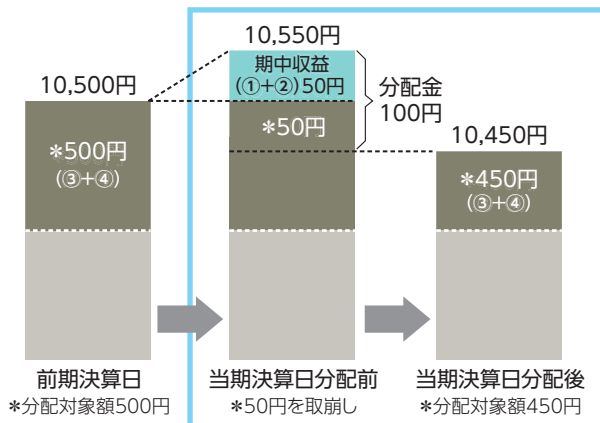 10,550円
期中収益
(①+②)50円
分配金
100円
10,500円
*50円
10,450円
*500円
(③+④)
*450円
(③+④)
前期決算日
*分配対象額500円
当期決算日分配前
*50円を取崩し
当期決算日分配後
*分配対象額450円